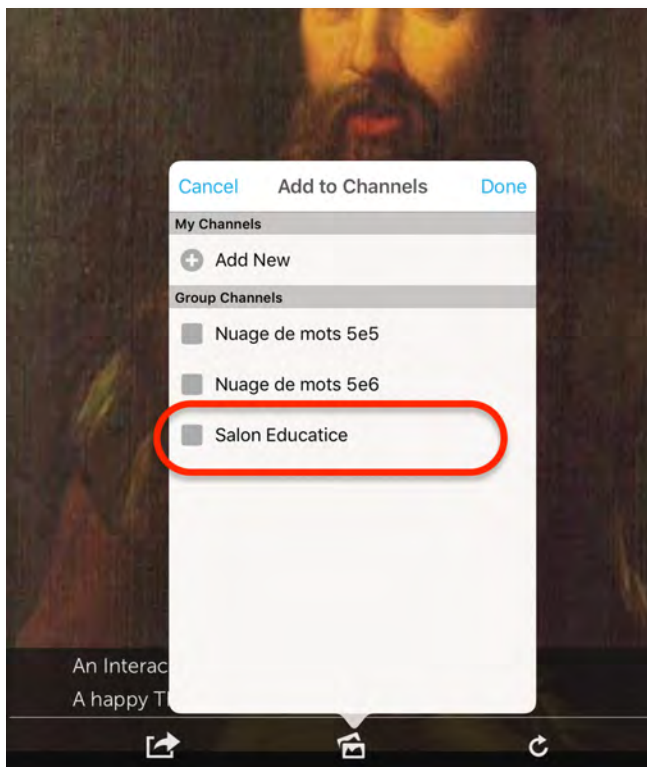 Cancel Add to Channels Done
My Channels
Add New
Group Channels
Nuage de mots 5e5
Nuage de mots 5e6
Salon Educatice
An Interac
A happy T